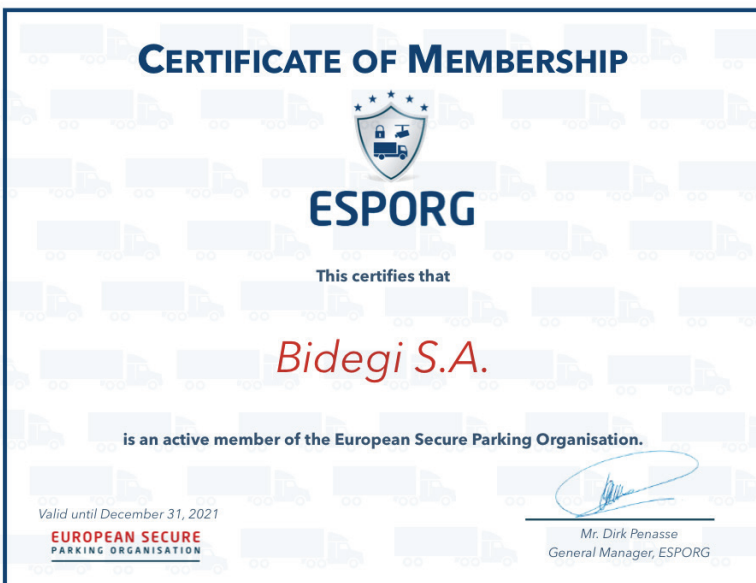 CERTIFICATE OF MEMBERSHIP
ESPORG
This certifies that
Bidegi S.A.
is an active member of the European Secure Parking Organisation.
Valid until December 31, 2021
EUROPEAN SECURE
PARKING ORGANISATION
Mr. Dirk Penasse
General Manager, ESPORG